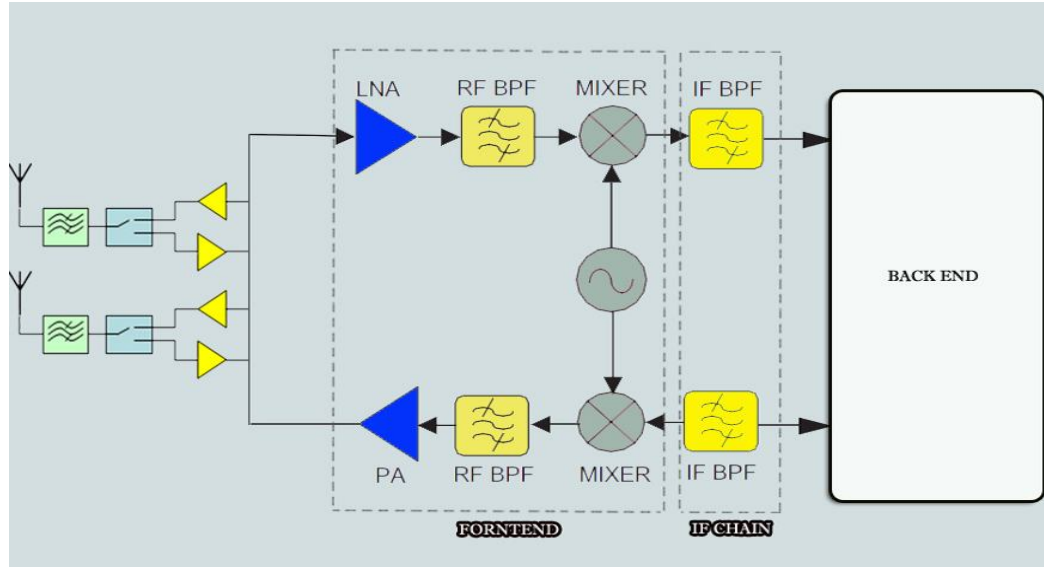 LNA
RF BPF
MIXER
IF BPF
BACK END
PA
RF BPF
MIXER
IF BPF
FORNTEND
IF CHAIN